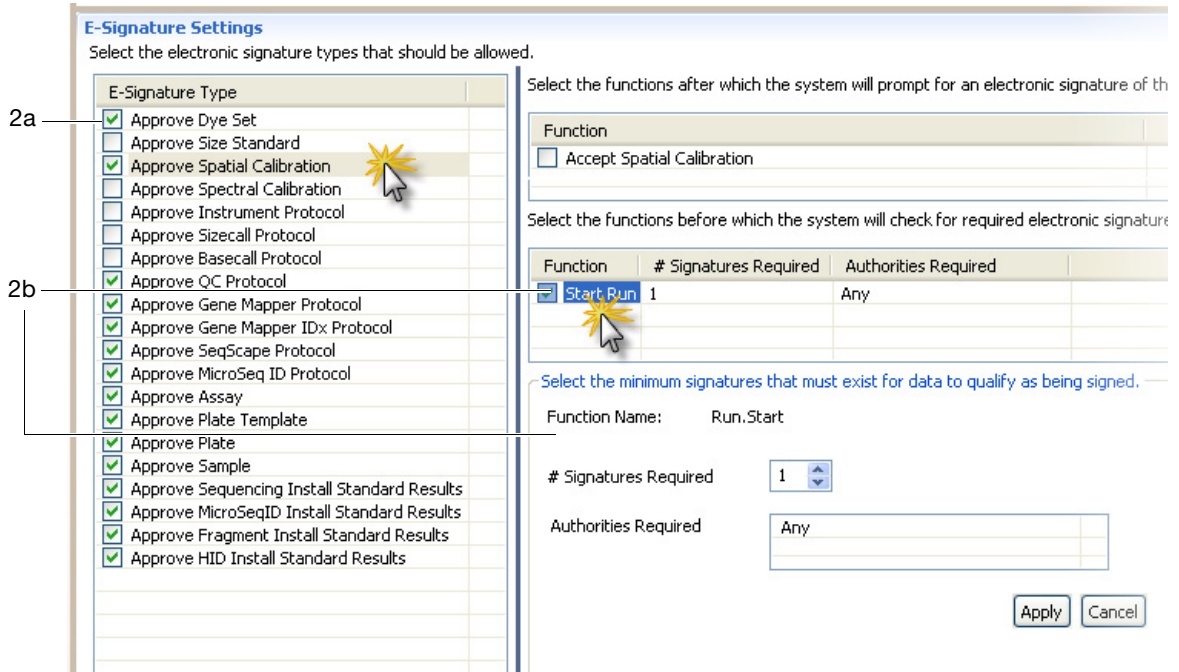 E-Signature Settings
Select the electronic signature types that should be allowed.
E-Signature Type
2a
Approve Dye Set
Approve Size Standard
Approve Spatial Calibration
Approve Spectral Calibration
Approve Instrument Protocol
Approve Sizecall Protocol
Approve Basecall Protocol
2b
Approve QC Protocol
Approve Gene Mapper Protocol
Approve Gene Mapper IDx Protocol
Approve SeqScape Protocol
Approve MicroSeq ID Protocol
Approve Assay
Approve Plate Template
Approve Plate
Approve Sample
Approve Sequencing Install Standard Results
Approve MicroSeqID Install Standard Results
Approve Fragment Install Standard Results
Approve HID Install Standard Results
Select the functions after which the system will prompt for an electronic signature of th
Function
Accept Spatial Calibration
Select the functions before which the system will check for required electronic signature
Function # Signatures Required Authorities Required
Start Run 1 Any
Select the minimum signatures that must exist for data to qualify as being signed.
Function Name: Run.Start
# Signatures Required 1
Authorities Required Any
Apply Cancel